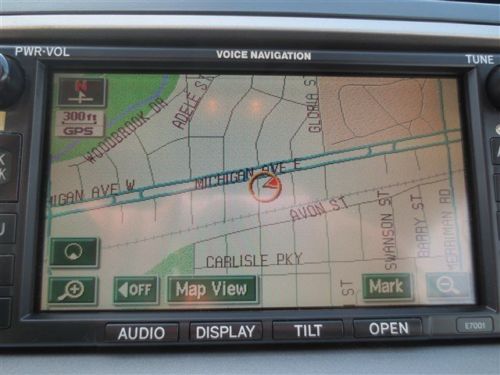 PWR•VOL
VOICE NAVIGATION
TUNE
N
300ft
GPS
WOODBROOK DR
ADELE ST
GLORIA ST
IGAN AVE W
MICHIGAN AVE E
AVON ST
SWANSON ST
BARRY ST
MERRIMAN RD
CARLISLE PKY
ST
OFF
Map View
Mark
AUDIO
DISPLAY
TILT
OPEN
E7001
K
K
U